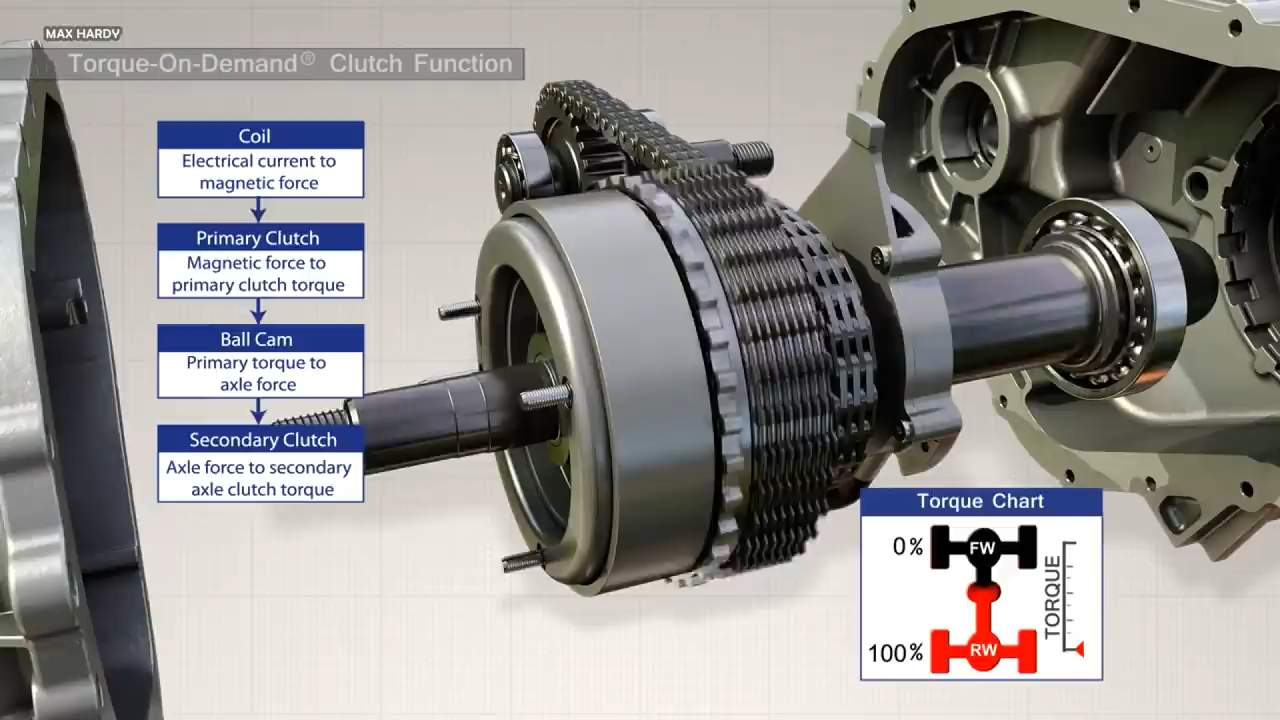 MAX HARDY
Torque-On-Demand® Clutch Function
Coil
Electrical current to
magnetic force
Primary Clutch
Magnetic force to
primary clutch torque
Ball Cam
Primary torque to
axle force
Secondary Clutch
Axle force to secondary
axle clutch torque
Torque Chart
0%
FW
TORQUE
100%
RW